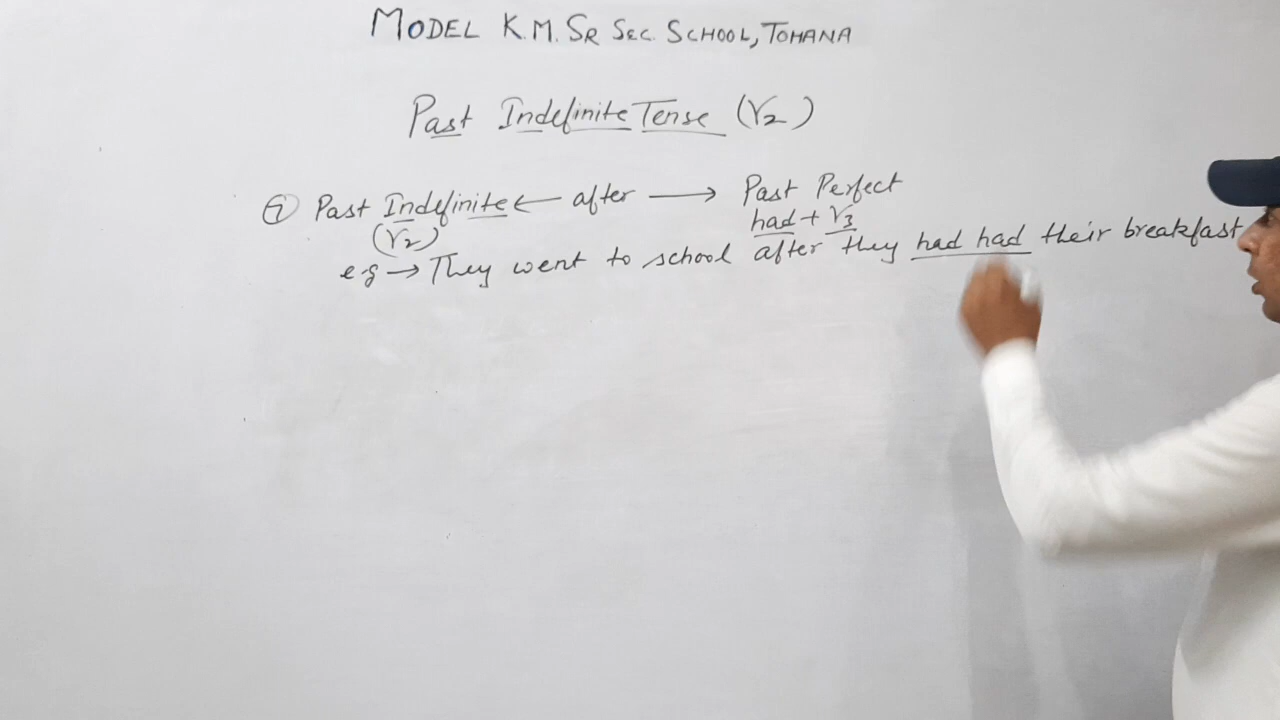 MODEL K.M. SR SEC. SCHOOL, TOHANA
Past Indefinite Tense (V2)
⑦ Past Indefinite ← after → Past Perfect
(V2) had + V3
e.g → They went to school after they had had their breakfast